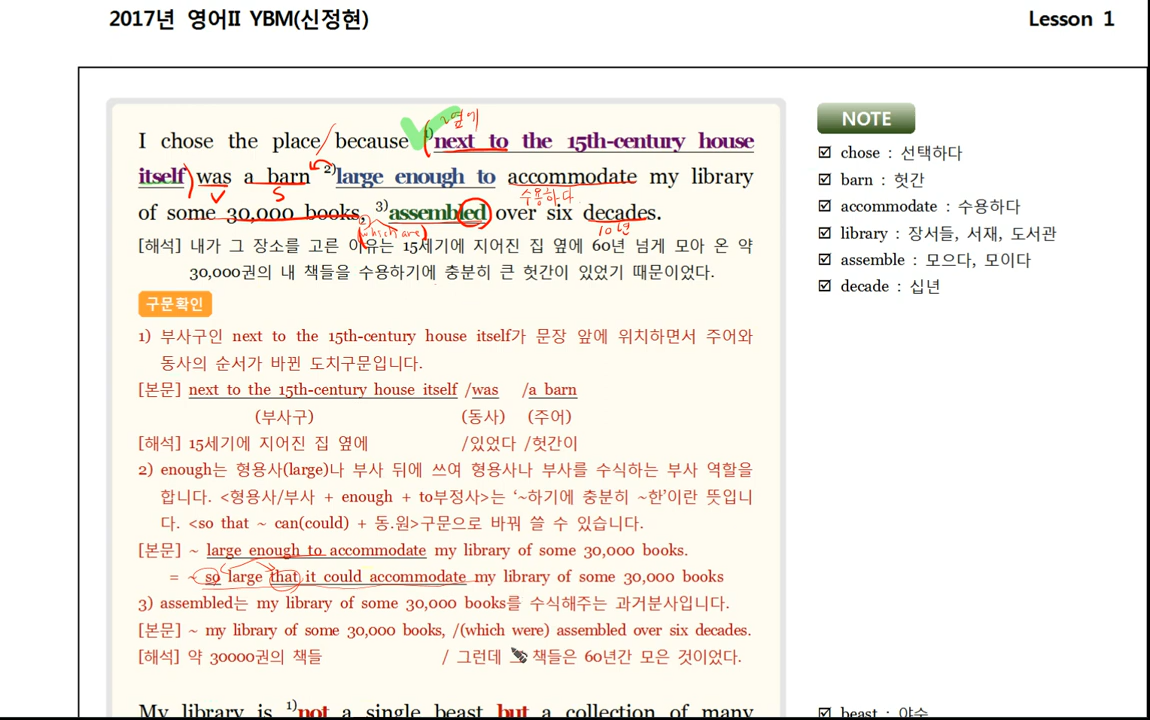 2017년 영어II YBM(신정현)
Lesson 1
~옆에
I chose the place/because 1)(next to the 15th-century house
itself) was a barn 2)large enough to accommodate my library
V S 수용하다
of some 30,000 books, 3)assembled over six decades.
(which are) 10년
[해석] 내가 그 장소를 고른 이유는 15세기에 지어진 집 옆에 60년 넘게 모아 온 약
30,000권의 내 책들을 수용하기에 충분히 큰 헛간이 있었기 때문이었다.
구문확인
1) 부사구인 next to the 15th-century house itself가 문장 앞에 위치하면서 주어와
동사의 순서가 바뀐 도치구문입니다.
[본문] next to the 15th-century house itself /was /a barn
(부사구) (동사) (주어)
[해석] 15세기에 지어진 집 옆에 /있었다 /헛간이
2) enough는 형용사(large)나 부사 뒤에 쓰여 형용사나 부사를 수식하는 부사 역할을
합니다. <형용사/부사 + enough + to부정사>는 ‘~하기에 충분히 ~한’이란 뜻입니
다. <so that ~ can(could) + 동.원>구문으로 바꿔 쓸 수 있습니다.
[본문] ~ large enough to accommodate my library of some 30,000 books.
= ~ so large that it could accommodate my library of some 30,000 books
3) assembled는 my library of some 30,000 books를 수식해주는 과거분사입니다.
[본문] ~ my library of some 30,000 books, /(which were) assembled over six decades.
[해석] 약 30000권의 책들 / 그런데 책들은 60년간 모은 것이었다.
My library is 1)not a single beast but a collection of many
NOTE
☑ chose : 선택하다
☑ barn : 헛간
☑ accommodate : 수용하다
☑ library : 장서들, 서재, 도서관
☑ assemble : 모으다, 모이다
☑ decade : 십년
☑ beast : 야수